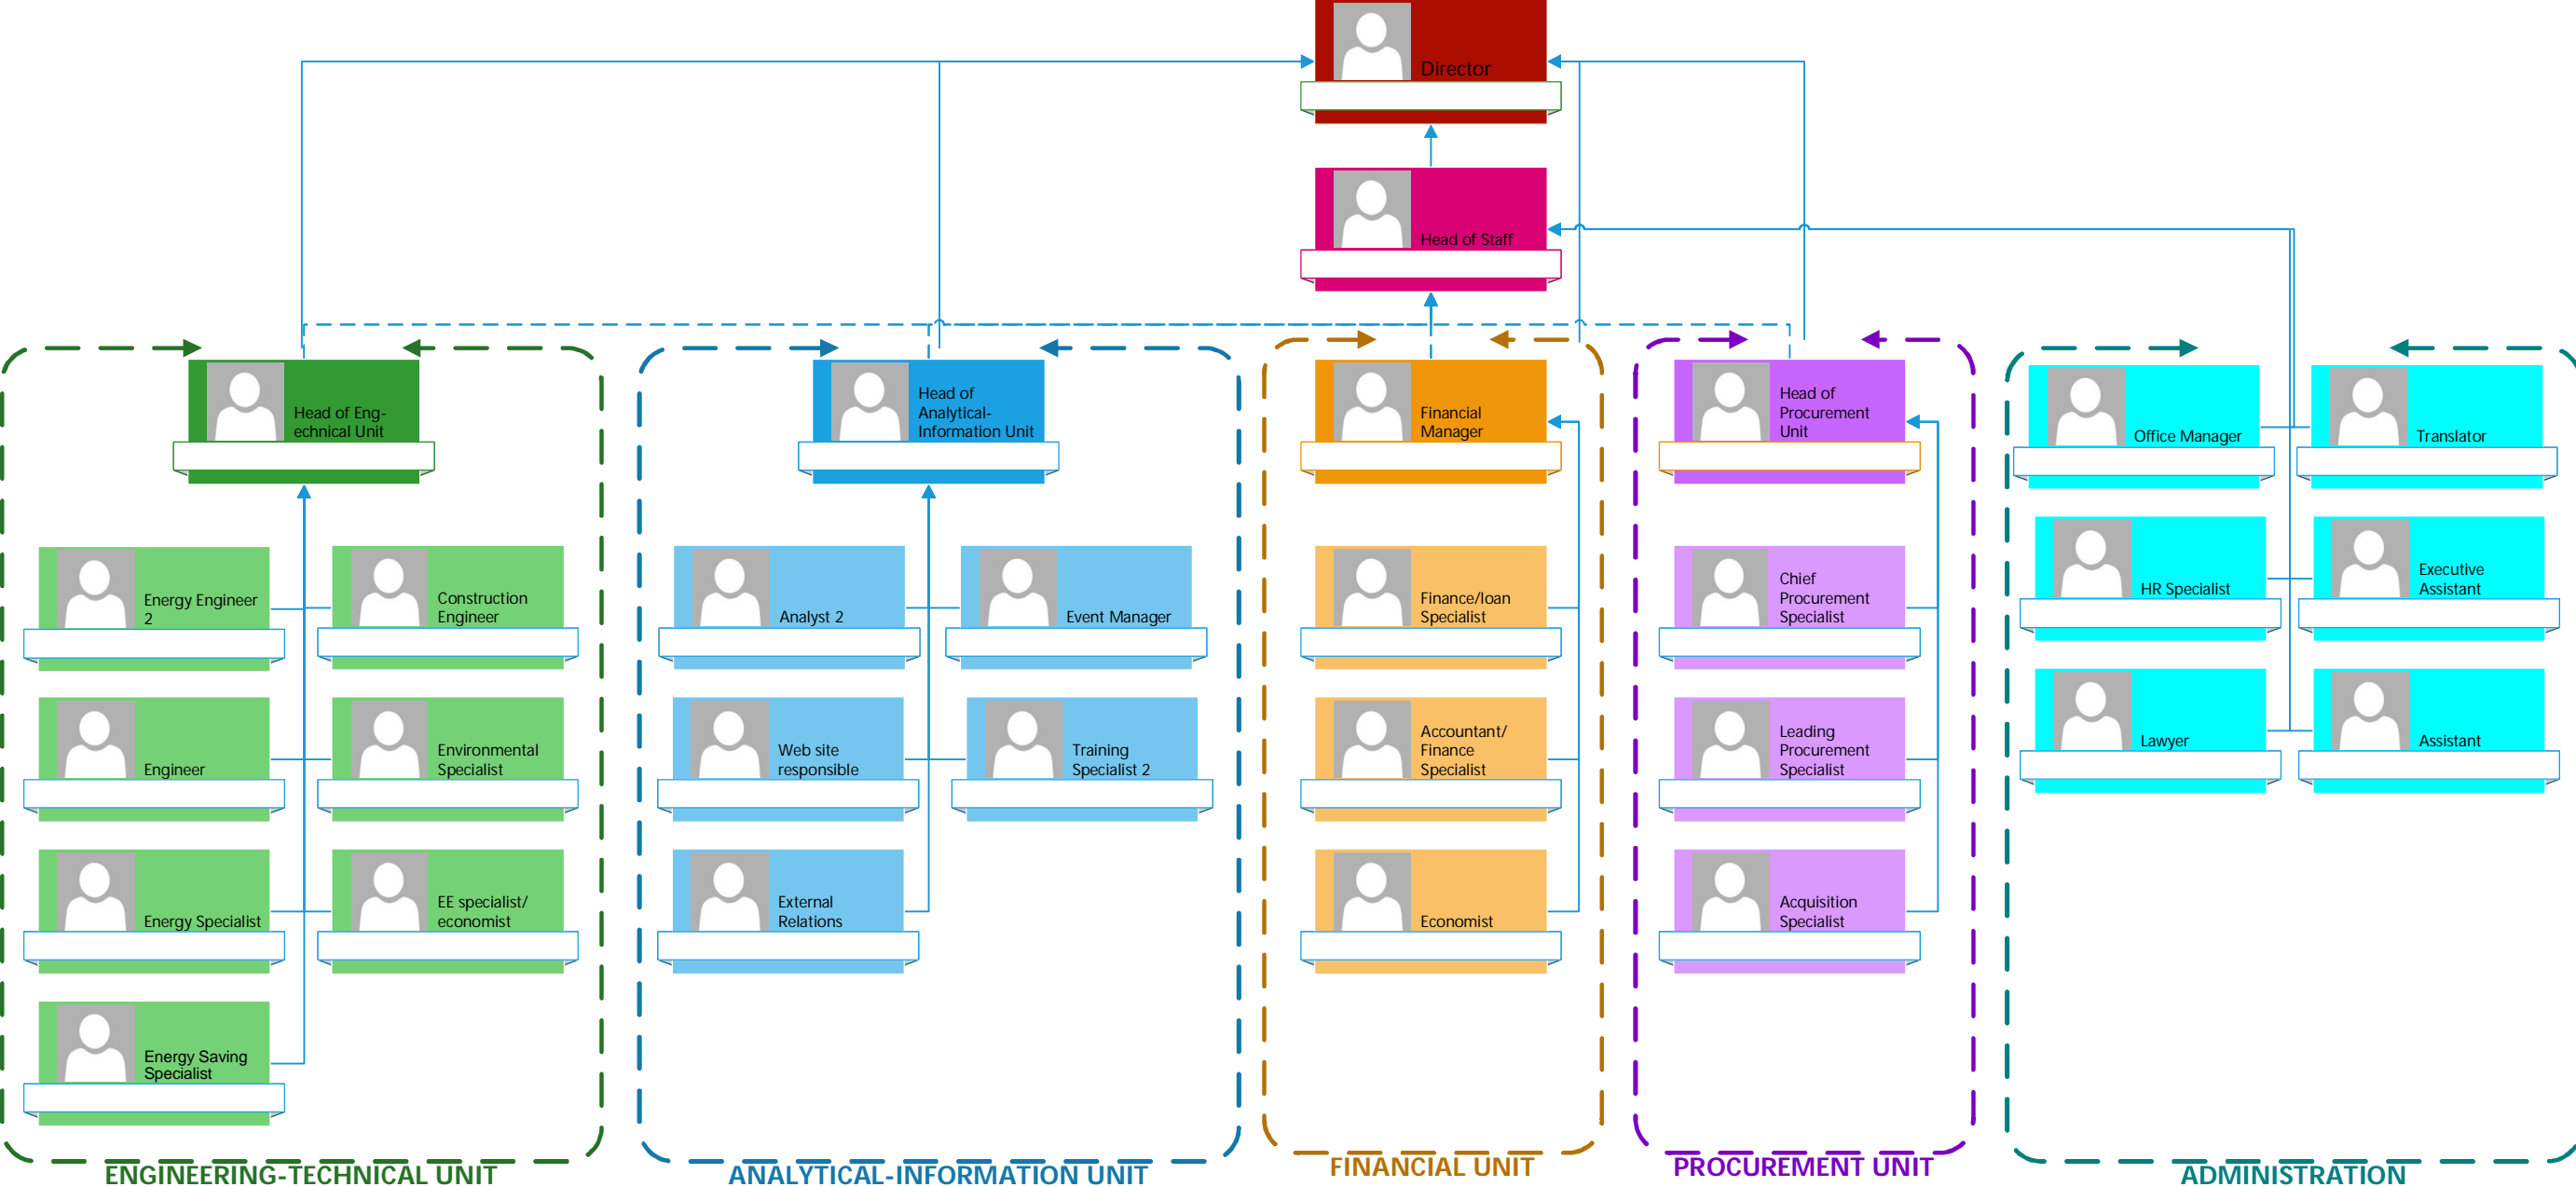 Director
Head of Staff
Head of Eng-
echnical Unit
Head of
Analytical-
Information Unit
Financial
Manager
Head of
Procurement
Unit
Office Manager
Translator
Energy Engineer
2
Construction
Engineer
Analyst 2
Event Manager
Finance/loan
Specialist
Chief
Procurement
Specialist
HR Specialist
Executive
Assistant
Engineer
Environmental
Specialist
Web site
responsible
Training
Specialist 2
Accountant/
Finance
Specialist
Leading
Procurement
Specialist
Lawyer
Assistant
Energy Specialist
EE specialist/
economist
External
Relations
Economist
Acquisition
Specialist
Energy Saving
Specialist
ENGINEERING-TECHNICAL UNIT
ANALYTICAL-INFORMATION UNIT
FINANCIAL UNIT
PROCUREMENT UNIT
ADMINISTRATION